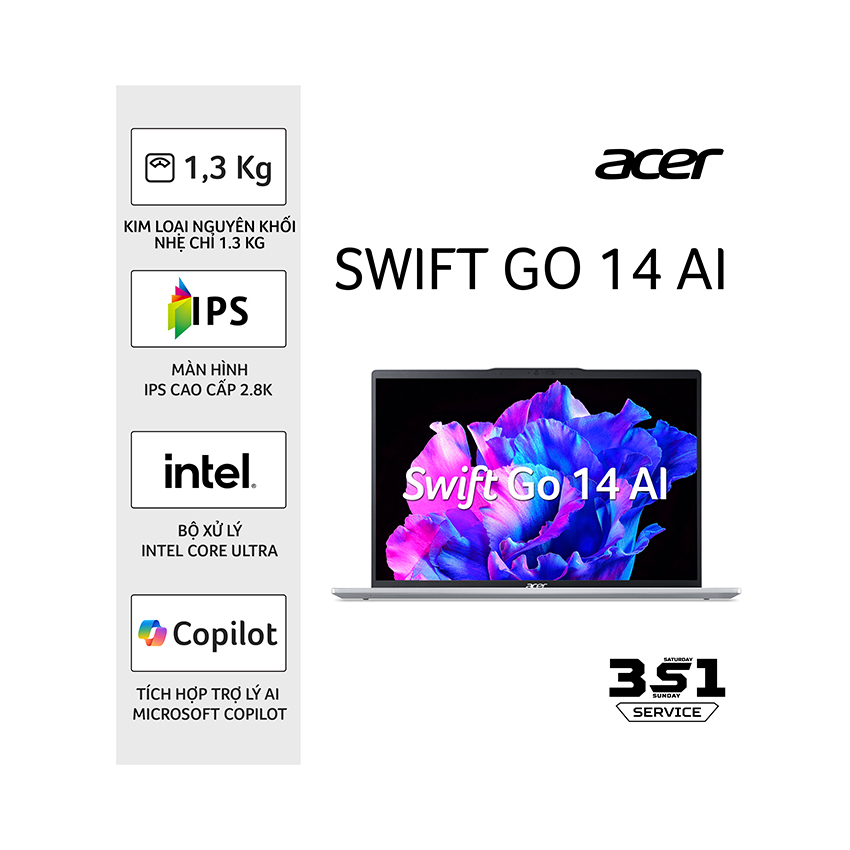 1,3 Kg
KIM LOẠI NGUYÊN KHỐI
NHẸ CHỈ 1.3 KG
IPS
MÀN HÌNH
IPS CAO CẤP 2.8K
intel.
BỘ XỬ LÝ
INTEL CORE ULTRA
Copilot
TÍCH HỢP TRỢ LÝ AI
MICROSOFT COPILOT
acer
SWIFT GO 14 AI
Swift Go 14 AI
acer
3S1
SATURDAY
SUNDAY
SERVICE